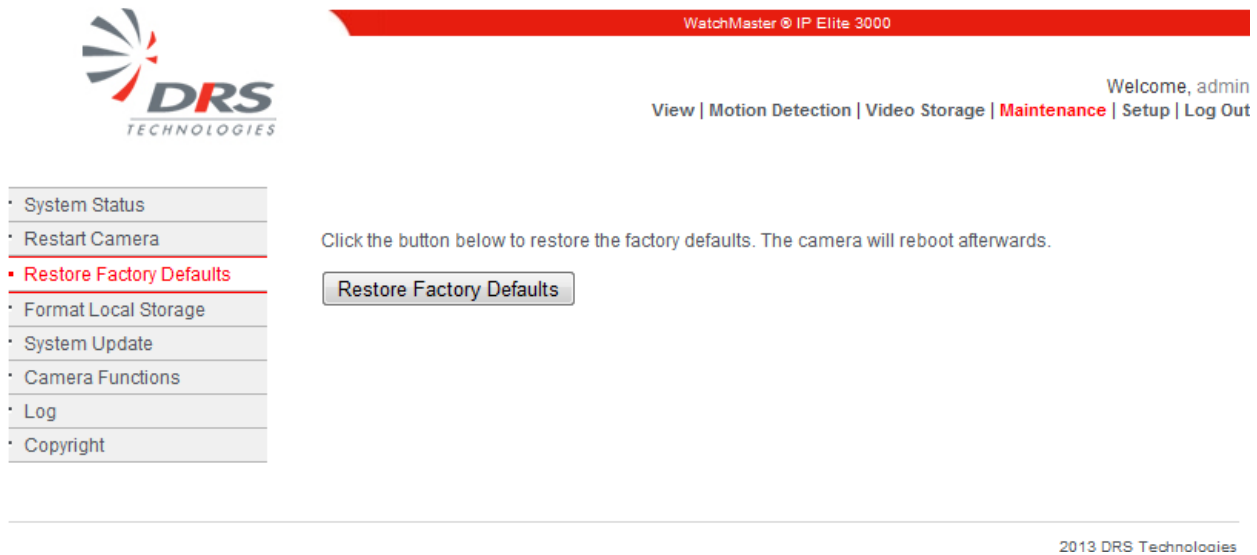 WatchMaster ® IP Elite 3000
DRS
TECHNOLOGIES
Welcome, admin
View | Motion Detection | Video Storage | Maintenance | Setup | Log Out
System Status
Restart Camera
Restore Factory Defaults
Format Local Storage
System Update
Camera Functions
Log
Copyright
Click the button below to restore the factory defaults. The camera will reboot afterwards.
Restore Factory Defaults
2013 DRS Technologies